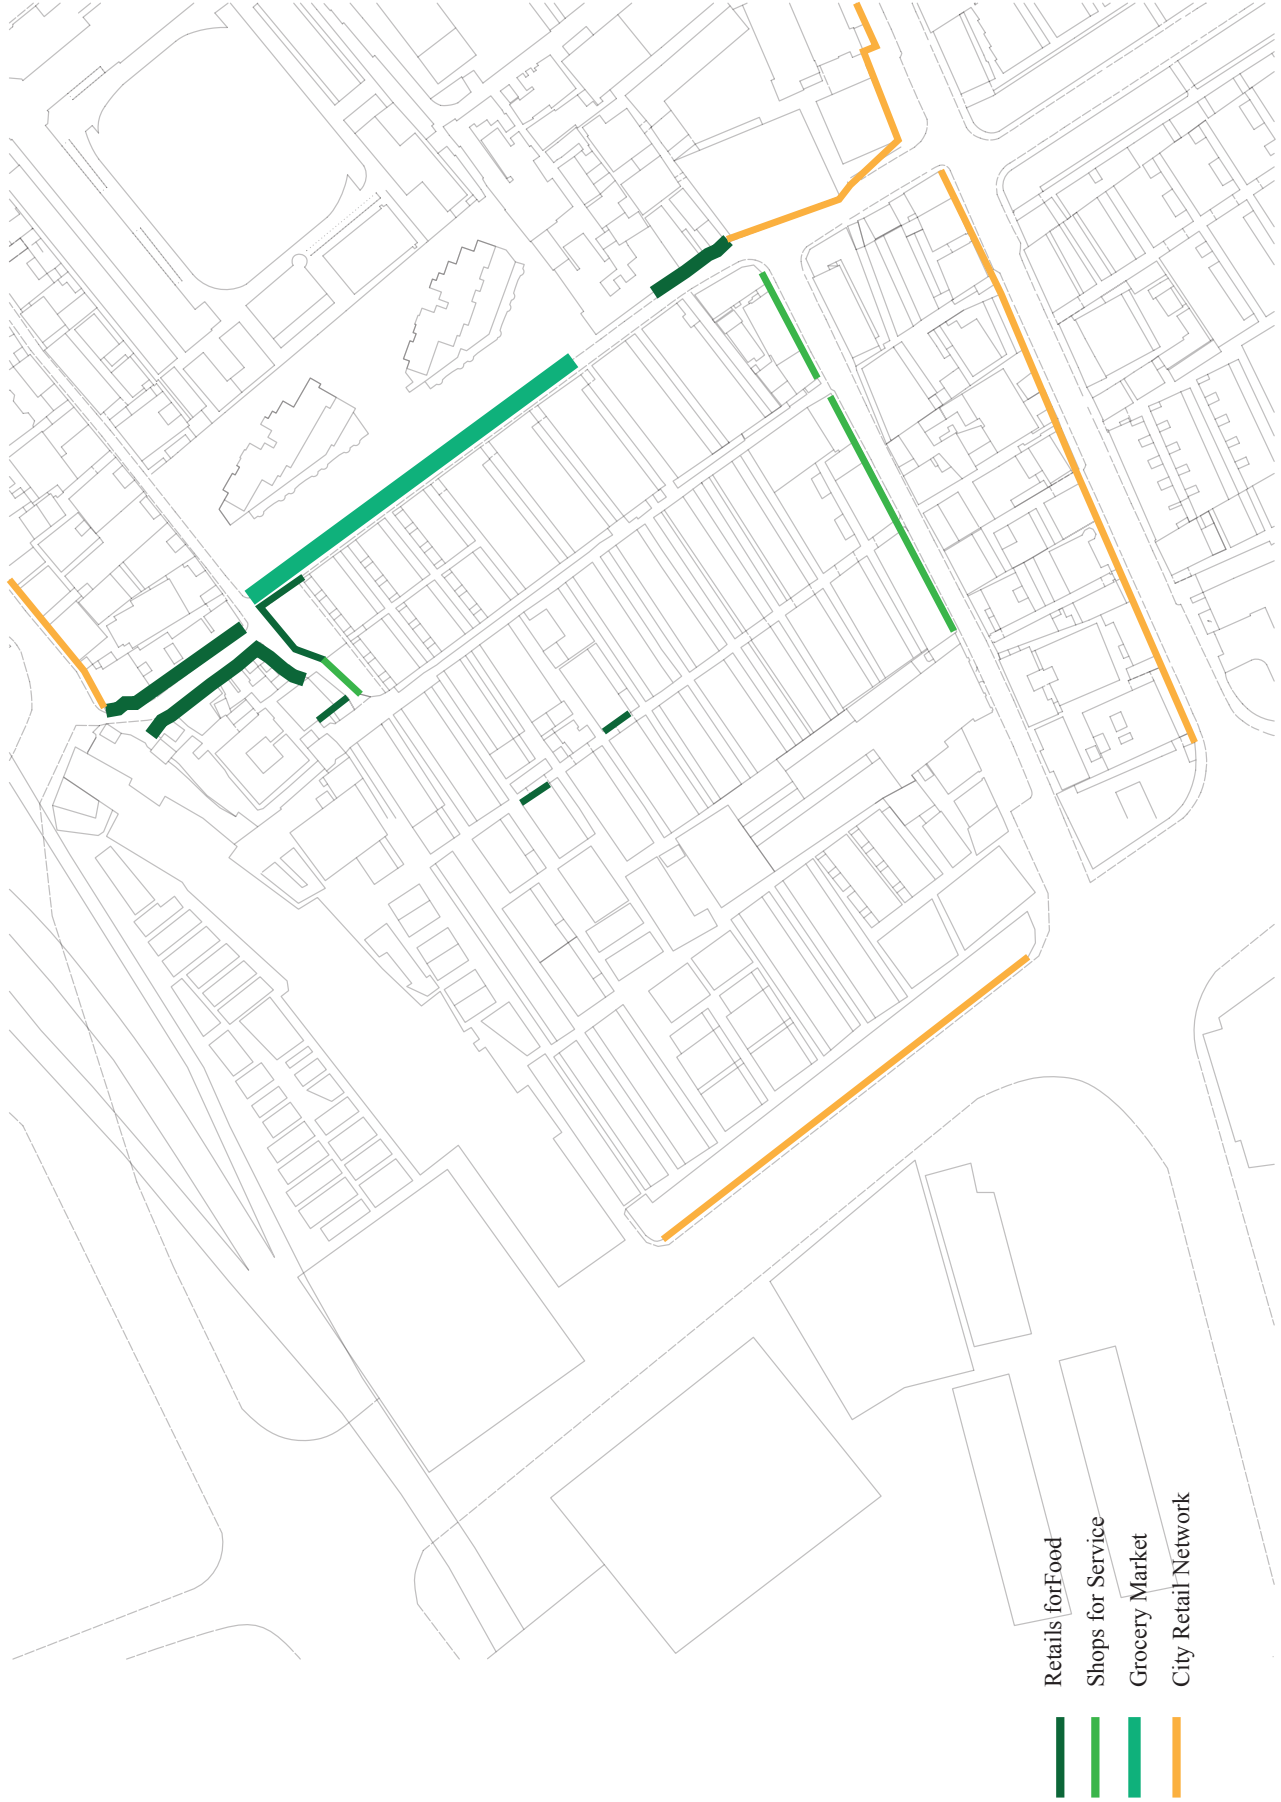 Retails forFood
Shops for Service
Grocery Market
City Retail Network